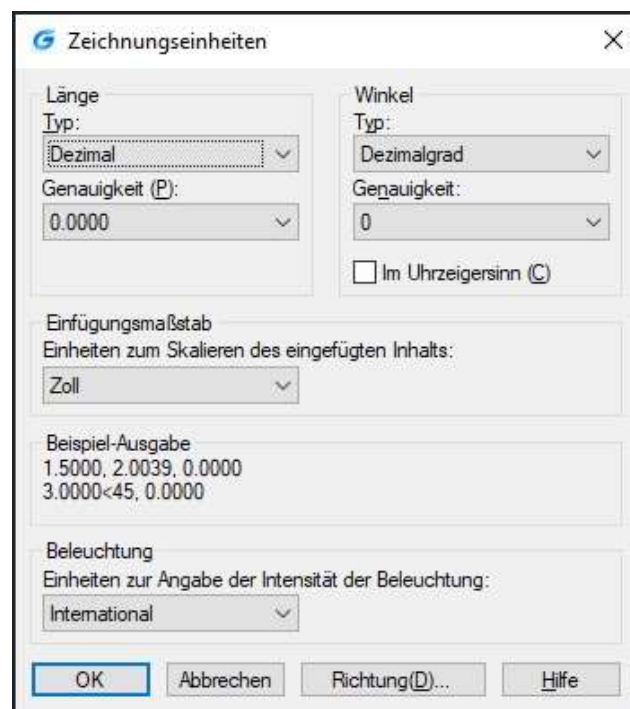 Zeichnungseinheiten
Länge
Typ:
Dezimal
Genauigkeit (P):
0.0000
Winkel
Typ:
Dezimalgrad
Genauigkeit:
0
Im Uhrzeigersinn (C)
Einfügungsmaßstab
Einheiten zum Skalieren des eingefügten Inhalts:
Zoll
Beispiel-Ausgabe
1.5000, 2.0039, 0.0000
3.0000<45, 0.0000
Beleuchtung
Einheiten zur Angabe der Intensität der Beleuchtung:
International
OK
Abbrechen
Richtung(D)...
Hilfe